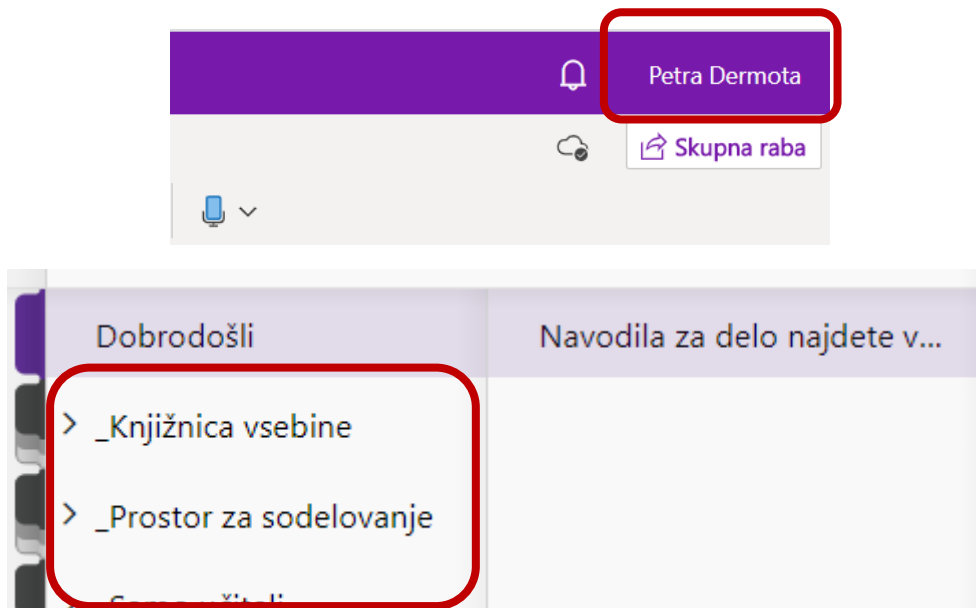 Petra Dermota
Skupna raba
Dobrodošli
Navodila za delo najdete v...
_Knjižnica vsebine
_Prostor za sodelovanje